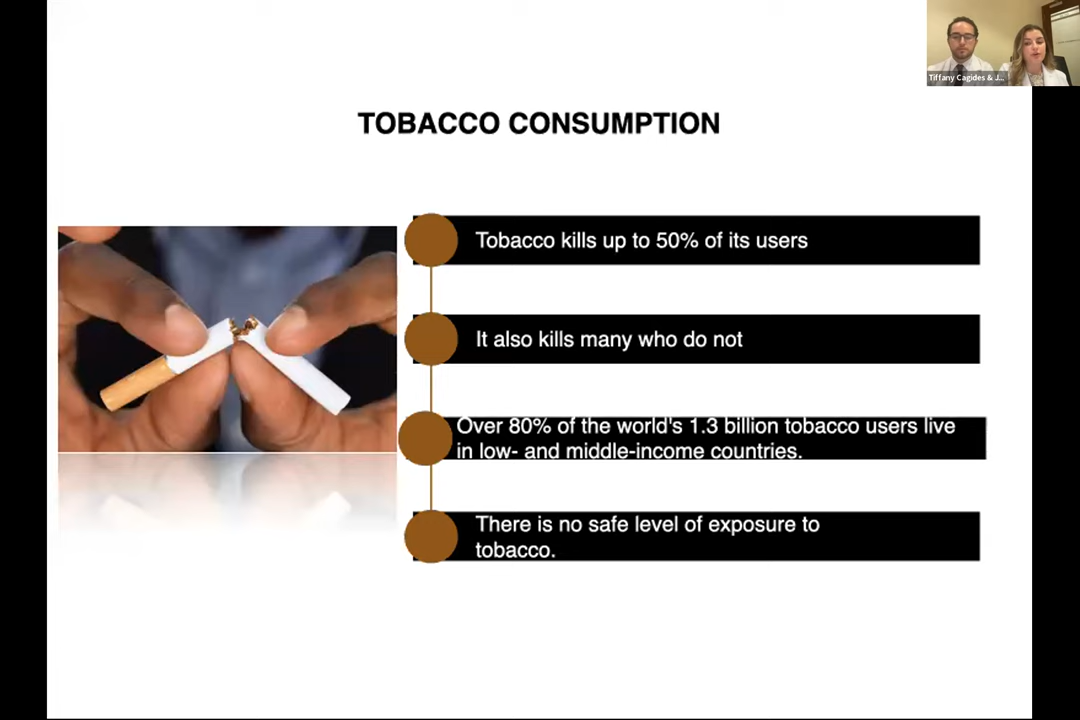 Tiffany Cagides & J...
TOBACCO CONSUMPTION
Tobacco kills up to 50% of its users
It also kills many who do not
Over 80% of the world's 1.3 billion tobacco users live
in low- and middle-income countries.
There is no safe level of exposure to
tobacco.